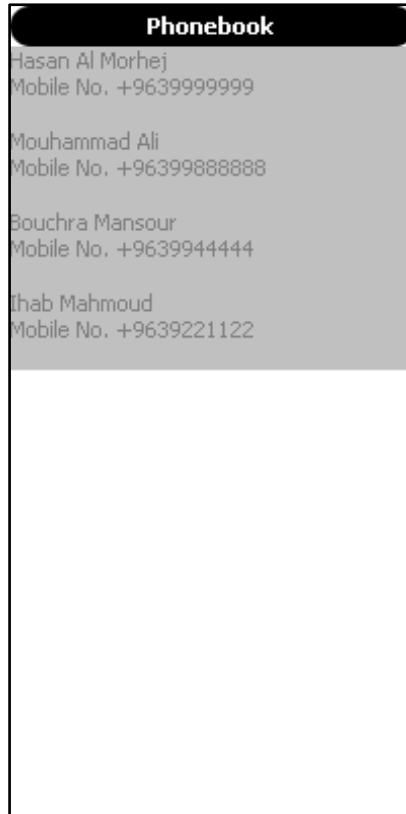 Phonebook
Hasan Al Morhej
Mobile No. +9639999999
Mouhammad Ali
Mobile No. +96399888888
Bouchra Mansour
Mobile No. +9639944444
Ihab Mahmoud
Mobile No. +9639221122